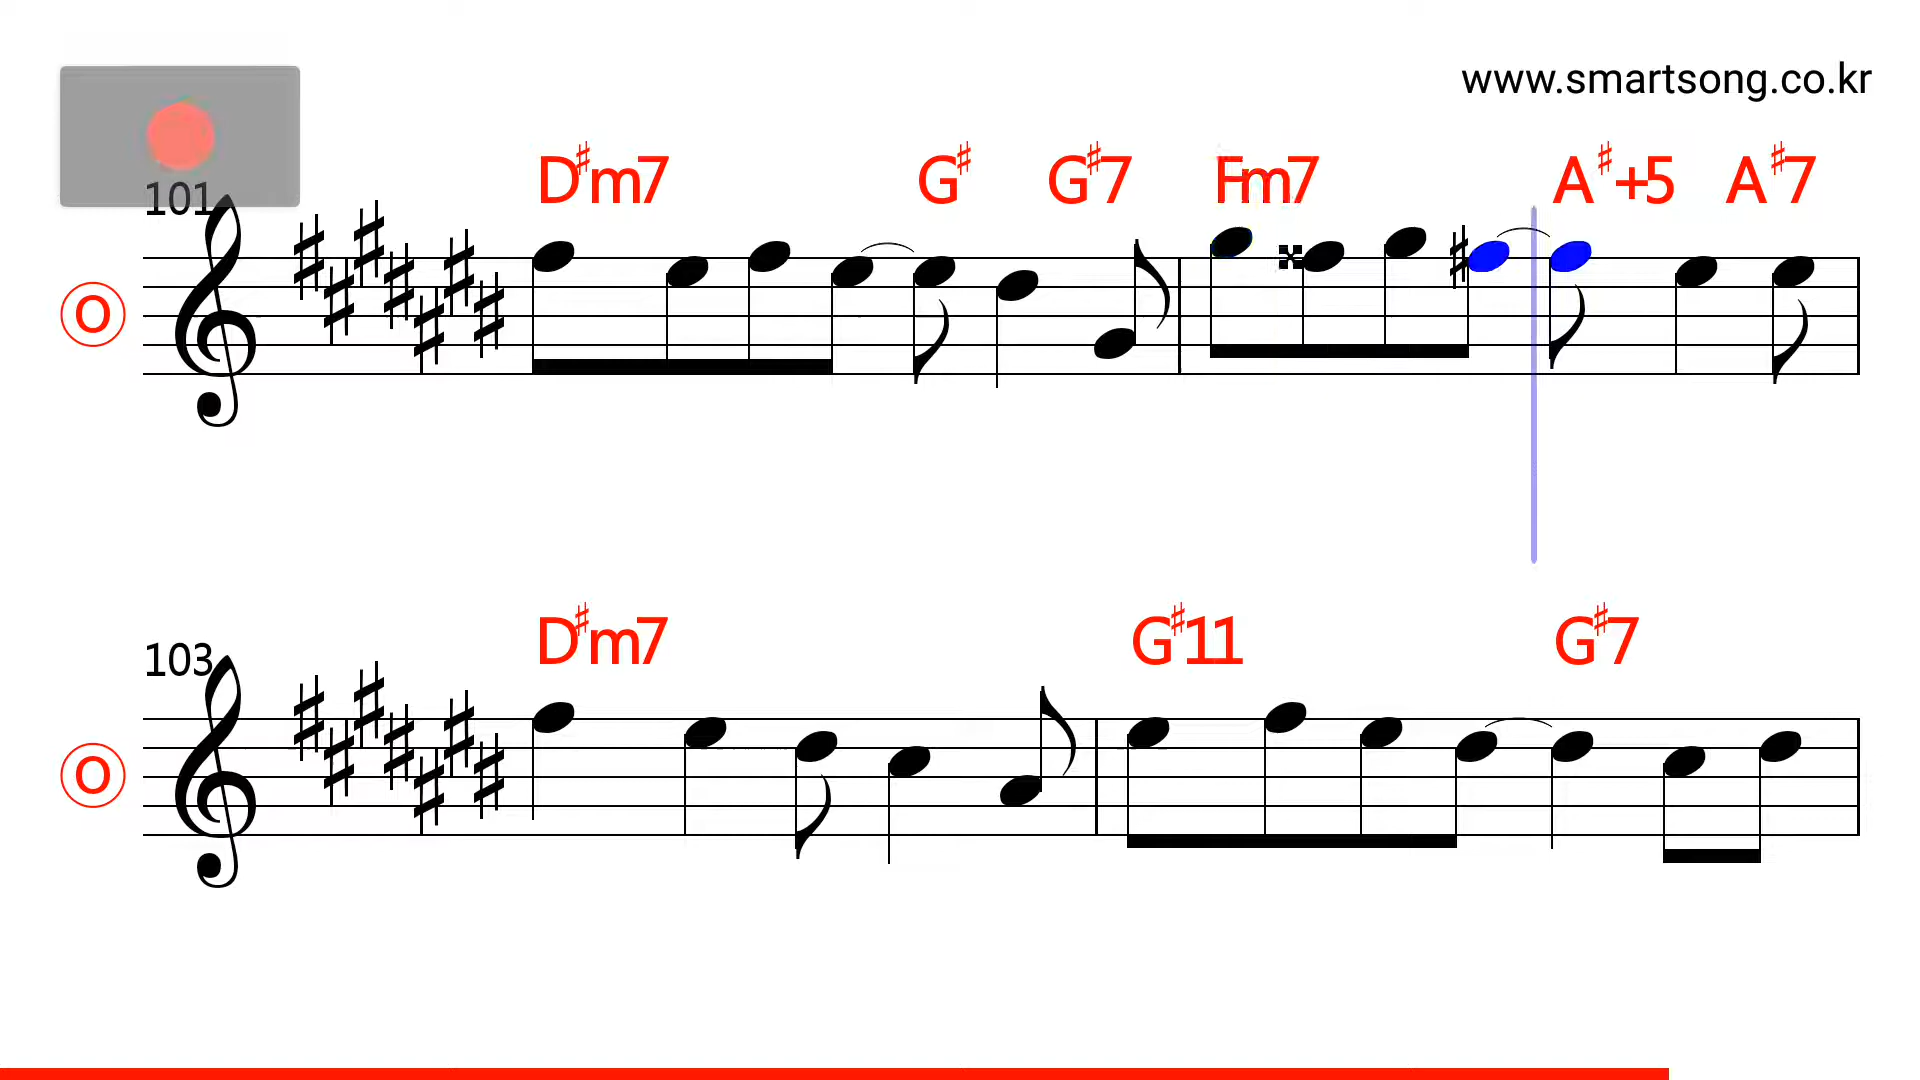 www.smartsong.co.kr
D♯m7 G♯ G♯7 Fm7 A♯+5 A♯7
101
O
D♯m7 G♯11 G♯7
103
O